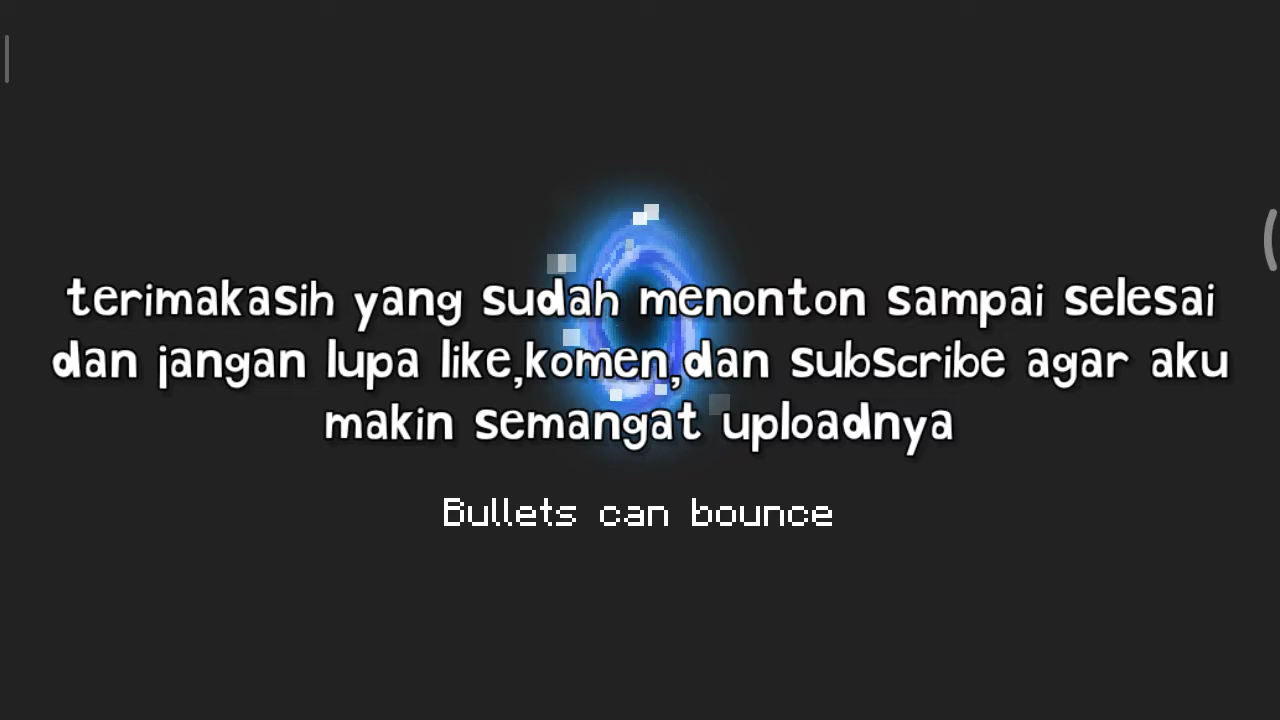 terimakasih yang sudah menonton sampai selesai
dan jangan lupa like,komen,dan subscribe agar aku
makin semangat uploadnya
Bullets can bounce